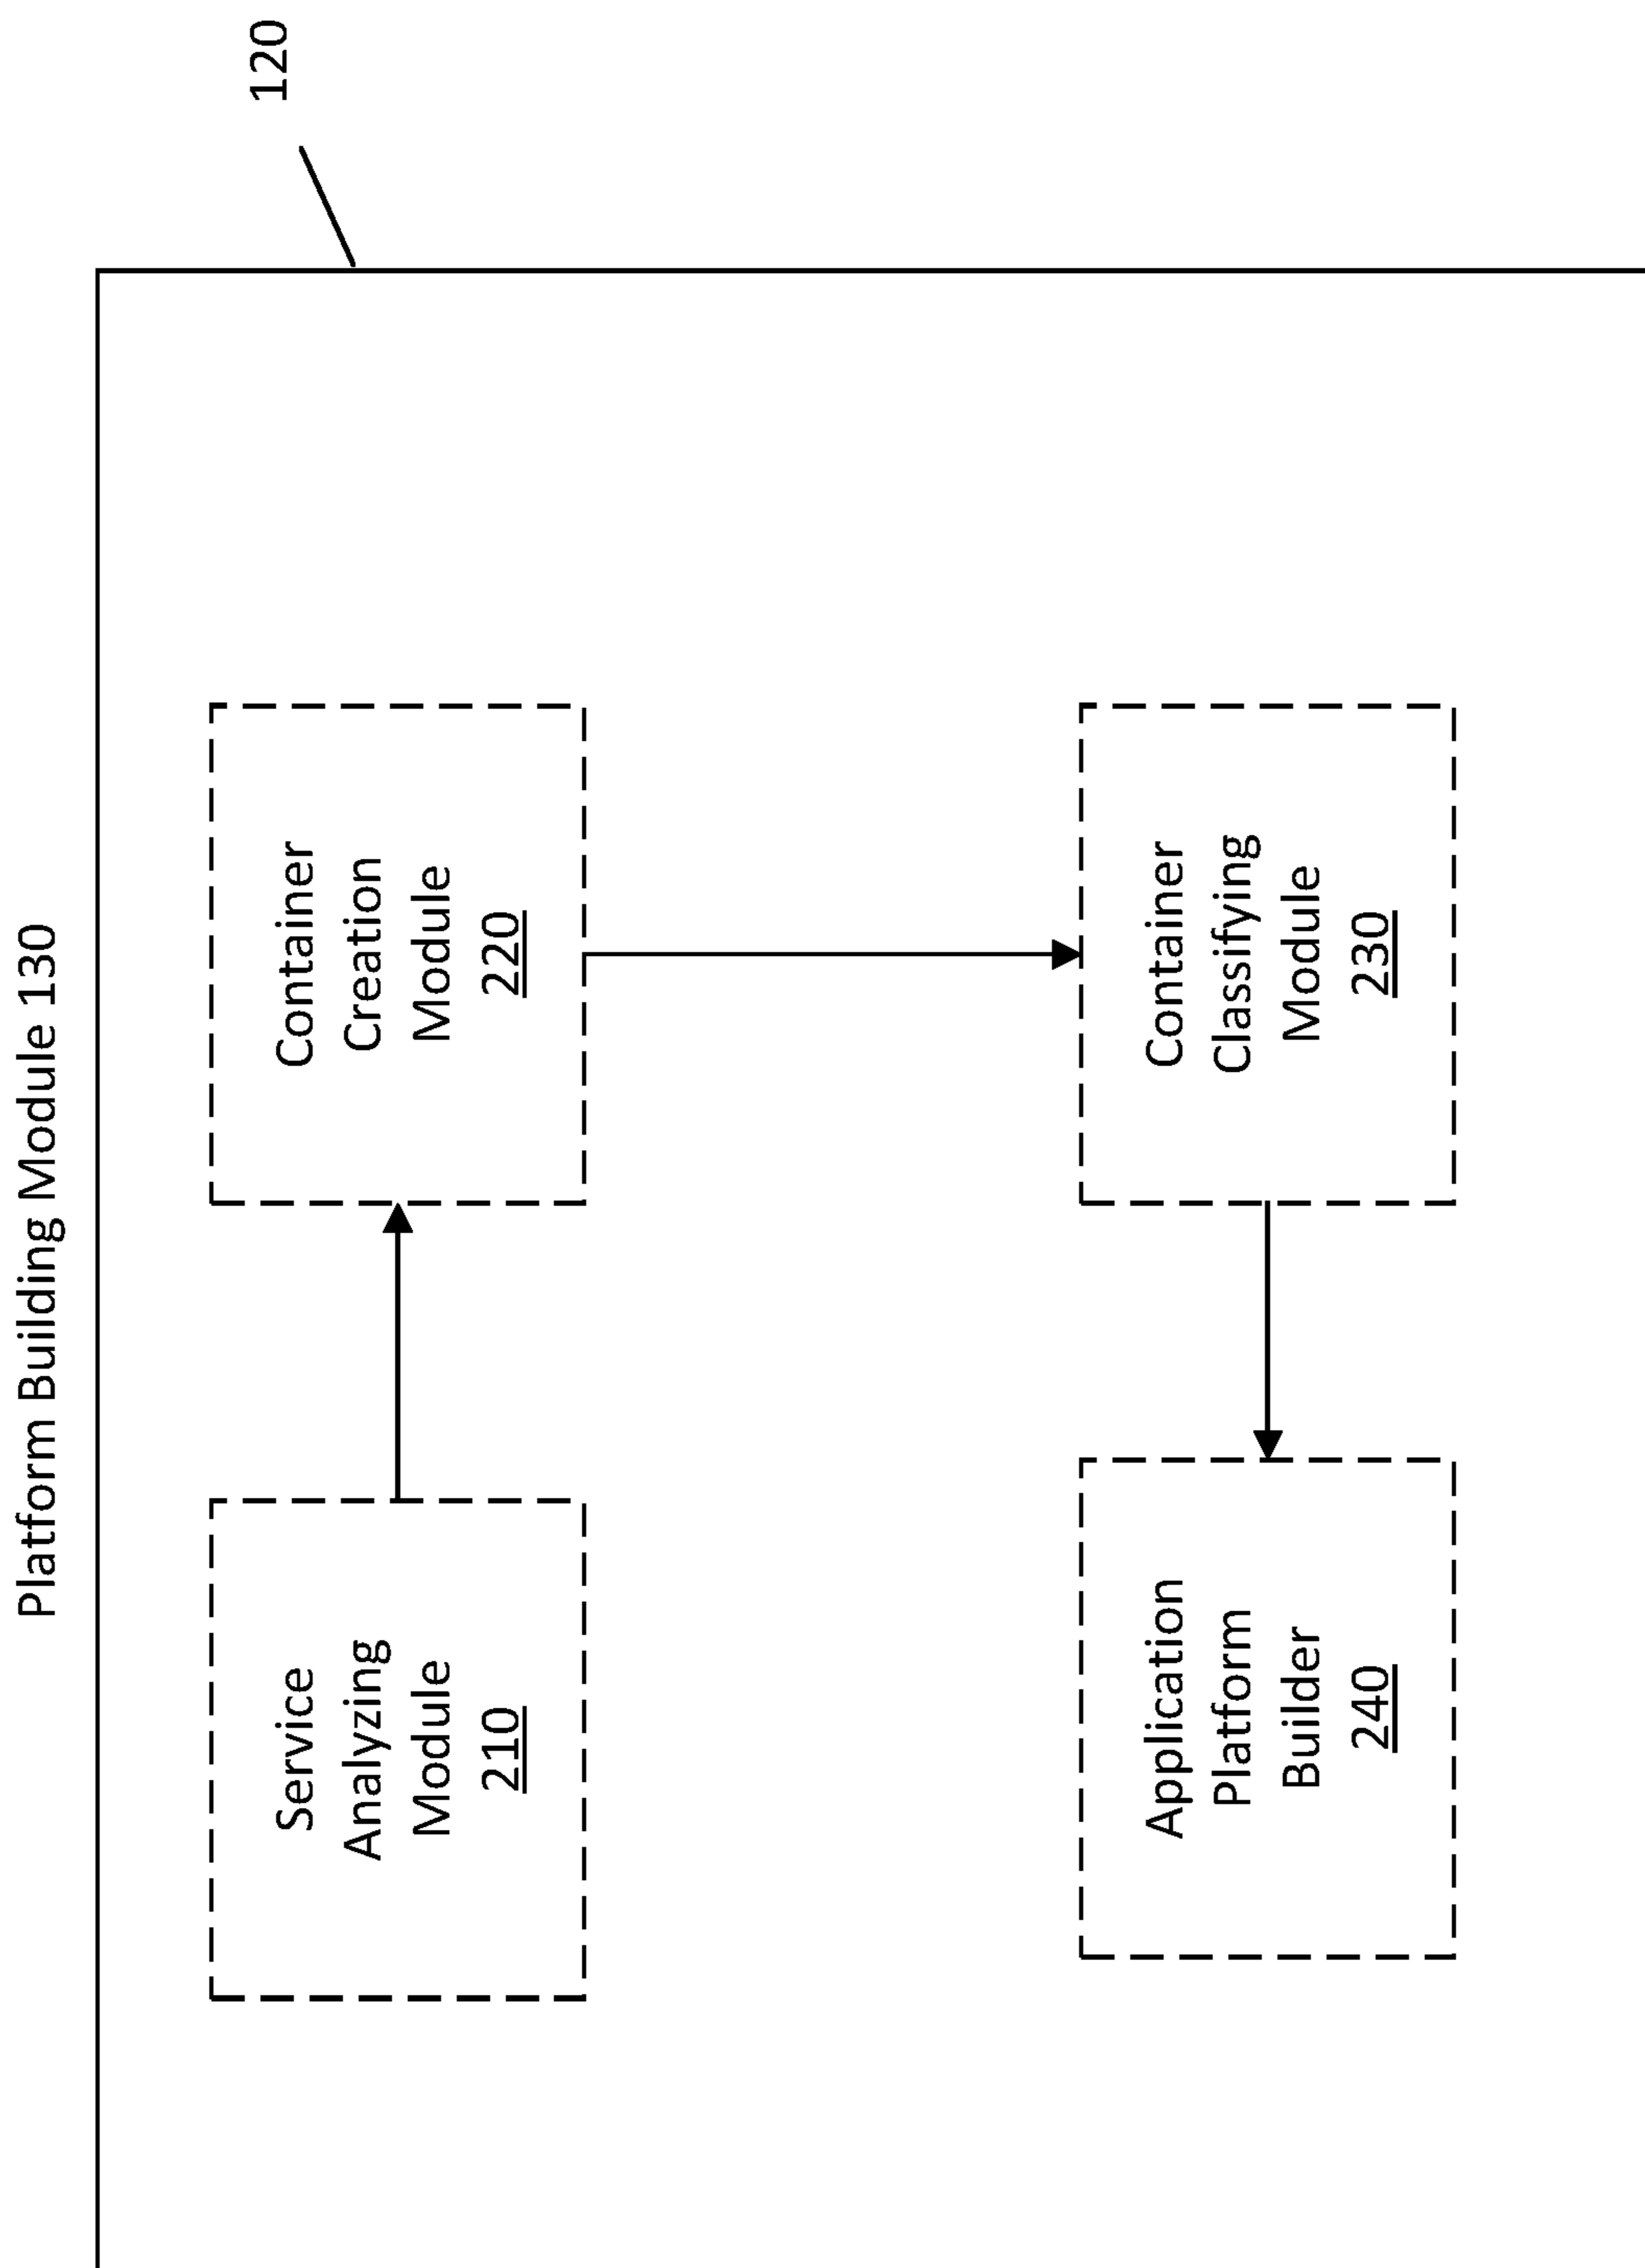 Platform Building Module 130
120
Service
Analyzing
Module
210
Container
Creation
Module
220
Application
Platform
Builder
240
Container
Classifying
Module
230